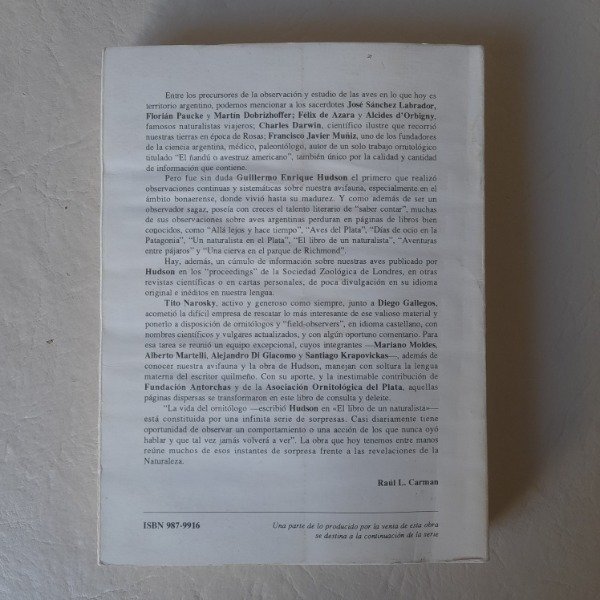 Entre los precursores de la observación y estudio de las aves en lo que hoy es
territorio argentino, podemos mencionar a los sacerdotes José Sánchez Labrador,
Florián Paucke y Martín Dobrizhoffer; Félix de Azara y Alcides d'Orbigny,
famosos naturalistas viajeros; Charles Darwin, científico ilustre que recorrió
nuestras tierras en época de Rosas; Francisco Javier Muñiz, uno de los fundadores
de la ciencia argentina, médico, paleontólogo, autor de un solo trabajo ornitológico
titulado "El ñandú o avestruz americano", también único por la calidad y cantidad
de información que contiene.
Pero fue sin duda Guillermo Enrique Hudson el primero que realizó
observaciones continuas y sistemáticas sobre nuestra avifauna, especialmente en el
ámbito bonaerense, donde vivió hasta su madurez. Y como además de ser un
observador sagaz, poseía con creces el talento literario de "saber contar", muchas
de sus observaciones sobre aves argentinas perduran en páginas de libros bien
conocidos, como "Allá lejos y hace tiempo", "Aves del Plata", "Días de ocio en la
Patagonia", "Un naturalista en el Plata", "El libro de un naturalista", "Aventuras
entre pájaros" y "Una cierva en el parque de Richmond".
Hay, además, un cúmulo de información sobre nuestras aves publicado por
Hudson en los "proceedings" de la Sociedad Zoológica de Londres, en otras
revistas científicas o en cartas personales, de poca divulgación en su idioma
original e inéditos en nuestra lengua.
Tito Narosky, activo y generoso como siempre, junto a Diego Gallegos,
acometió la difícil empresa de rescatar lo más interesante de ese valioso material y
ponerlo a disposición de ornitólogos y "field-observers", en idioma castellano, con
nombres científicos y vulgares actualizados, y con algún oportuno comentario. Para
esa tarea se reunió un equipo excepcional, cuyos integrantes —Mariano Moldes,
Alberto Martelli, Alejandro Di Giacomo y Santiago Krapovickas—, además de
conocer nuestra avifauna y la obra de Hudson, manejan con soltura la lengua
materna del escritor quilmeño. Con su aporte, y la inestimable contribución de
Fundación Antorchas y de la Asociación Ornitológica del Plata, aquellas
páginas dispersas se transformaron en este libro de consulta y deleite.
"La vida del ornitólogo —escribió Hudson en «El libro de un naturalista»—
está constituida por una infinita serie de sorpresas. Casi diariamente tiene
oportunidad de observar un comportamiento o una acción de los que nunca oyó
hablar y que tal vez jamás volverá a ver". La obra que hoy tenemos entre manos
reúne muchos de esos instantes de sorpresa frente a las revelaciones de la
Naturaleza.
Raúl L. Carman
ISBN 987-9916
Una parte de lo producido por la venta de esta obra
se destina a la continuación de la serie